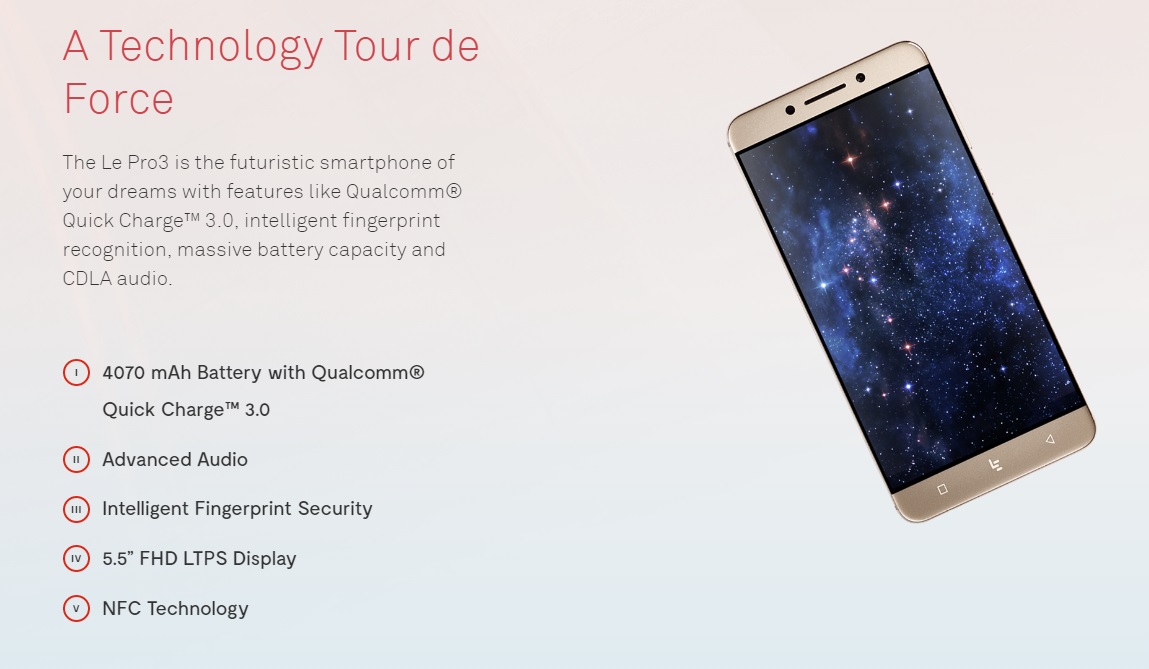 A Technology Tour de
Force
The Le Pro3 is the futuristic smartphone of
your dreams with features like Qualcomm®
Quick Charge™ 3.0, intelligent fingerprint
recognition, massive battery capacity and
CDLA audio.
I 4070 mAh Battery with Qualcomm®
Quick Charge™ 3.0
II Advanced Audio
III Intelligent Fingerprint Security
IV 5.5” FHD LTPS Display
V NFC Technology